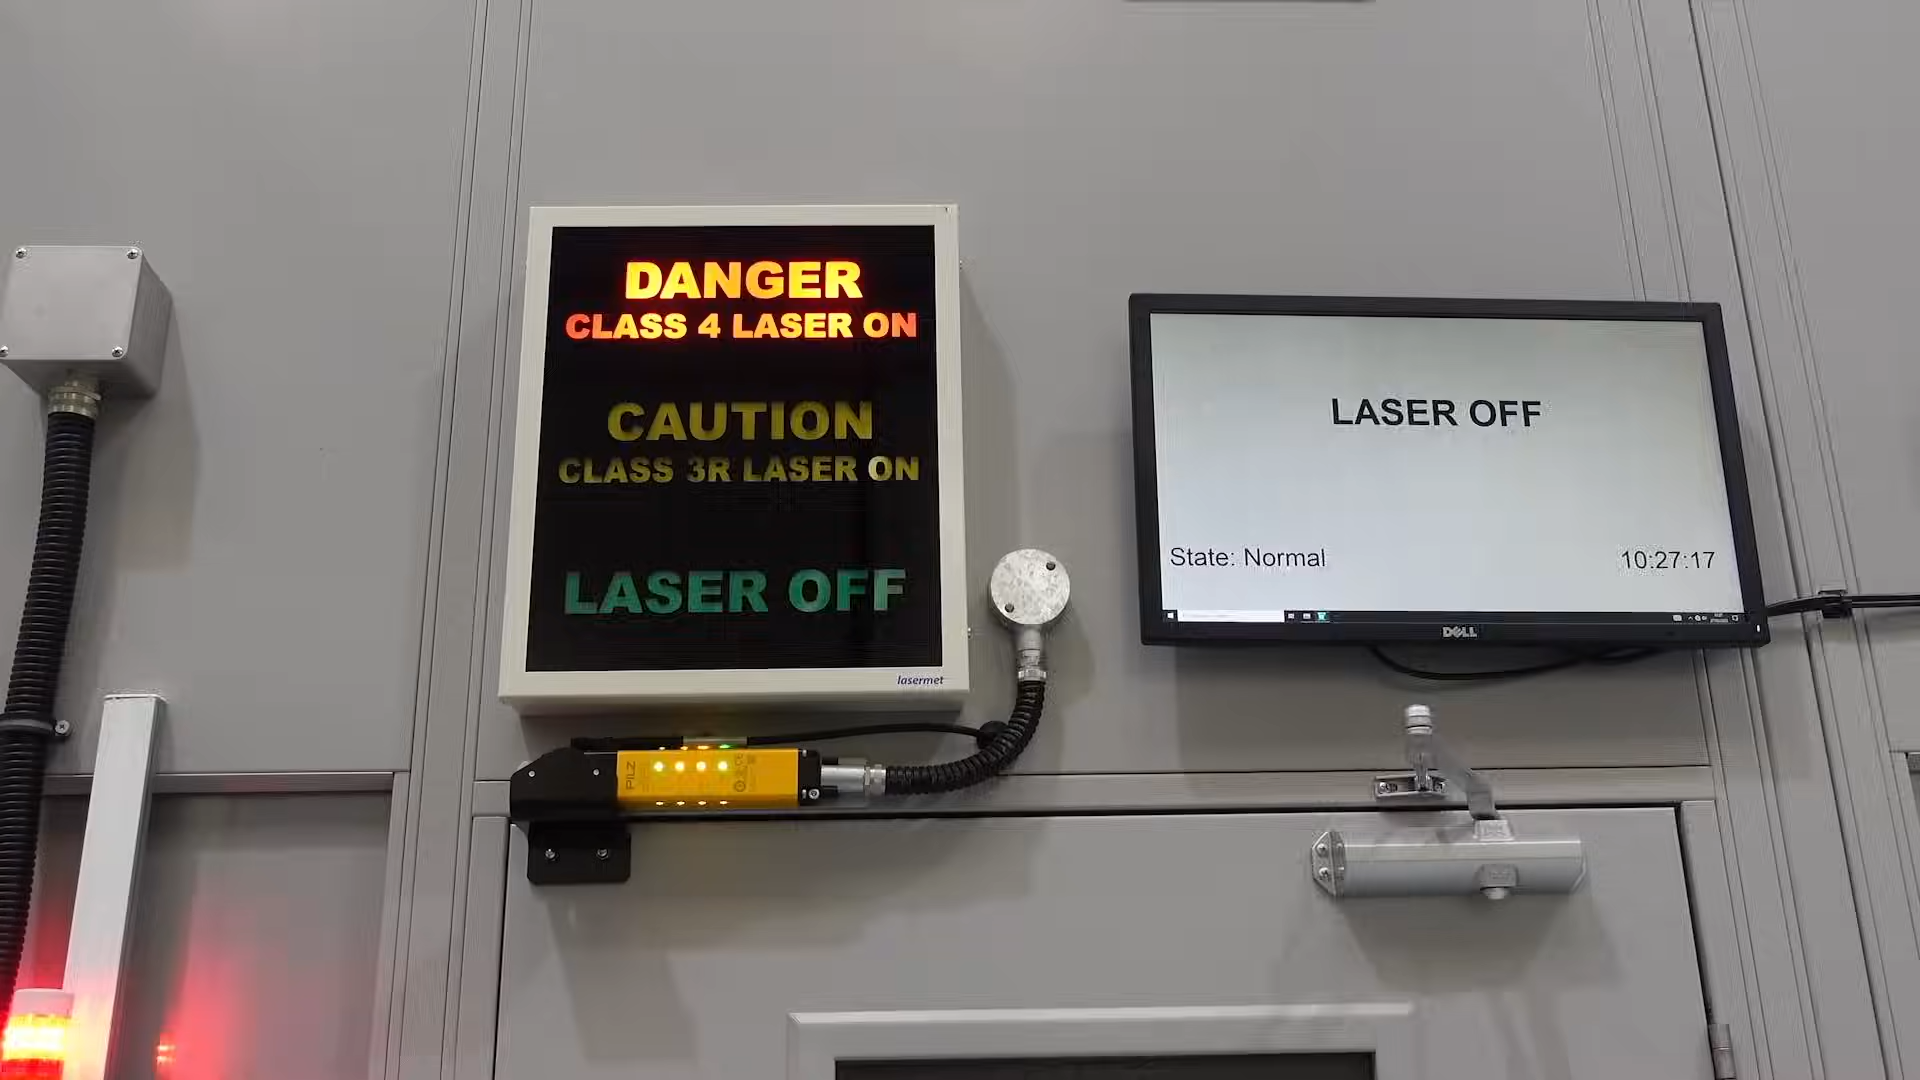 DANGER
CLASS 4 LASER ON
CAUTION
CLASS 3R LASER ON
LASER OFF
lasermet
PILZ
LASER OFF
State: Normal
10:27:17
DELL